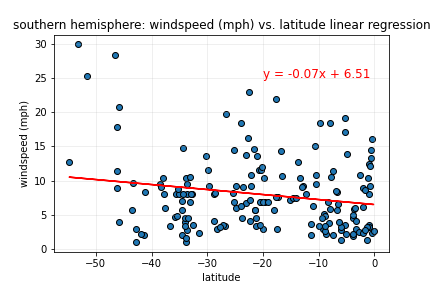 southern hemisphere: windspeed (mph) vs. latitude linear regression
30
25
20
15
10
5
0
windspeed (mph)
y = -0.07x + 6.51
−50 −40 −30 −20 −10 0
latitude